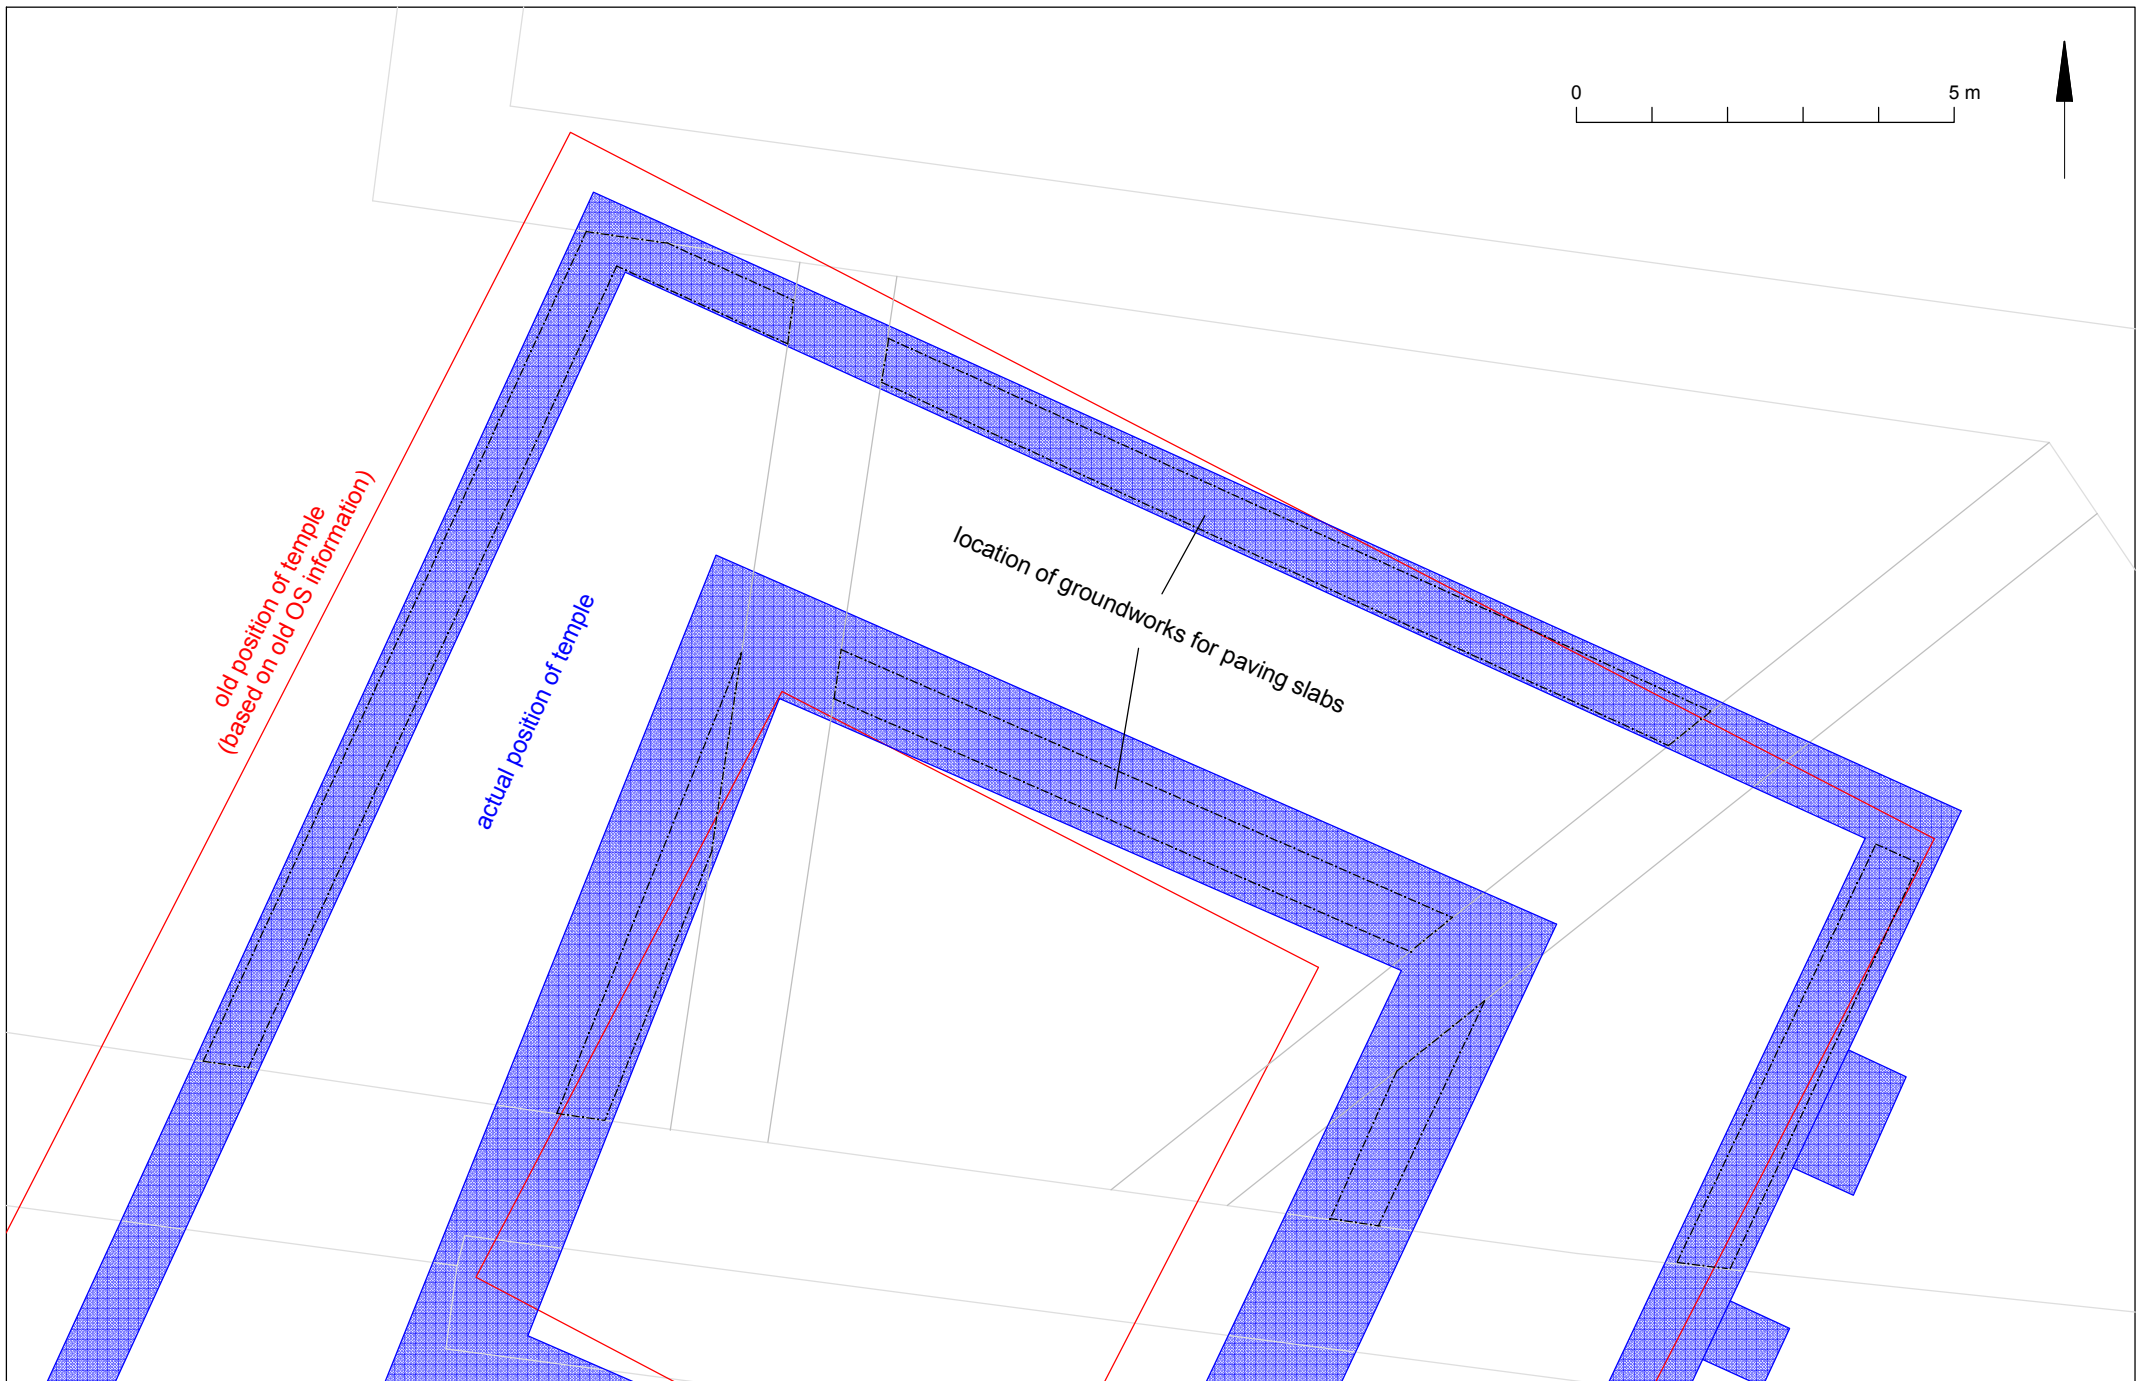 0 5 m
old position of temple
(based on old OS information)
actual position of temple
location of groundworks for paving slabs